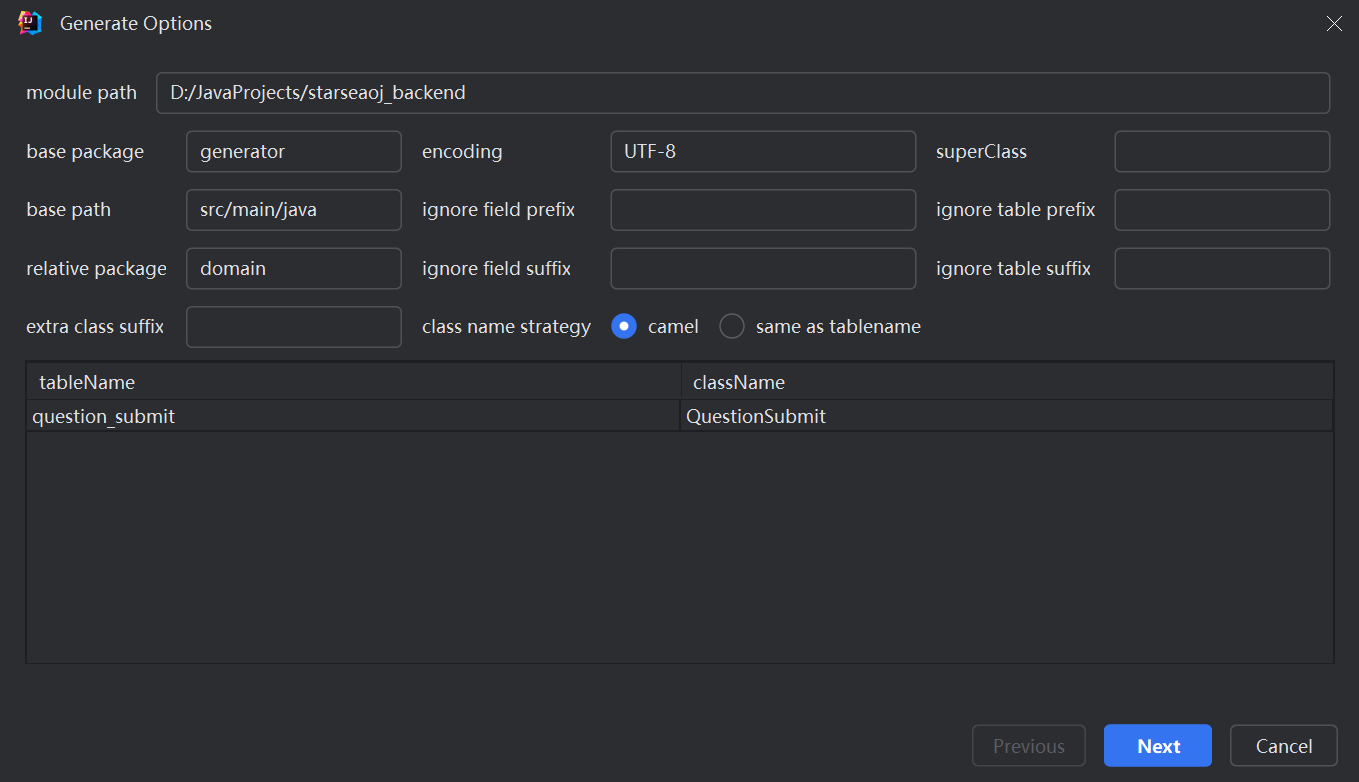 Generate Options
module path D:/JavaProjects/starseaoj_backend
base package generator encoding UTF-8 superClass
base path src/main/java ignore field prefix ignore table prefix
relative package domain ignore field suffix ignore table suffix
extra class suffix class name strategy camel same as tablename
tableName className
question_submit QuestionSubmit
Previous Next Cancel